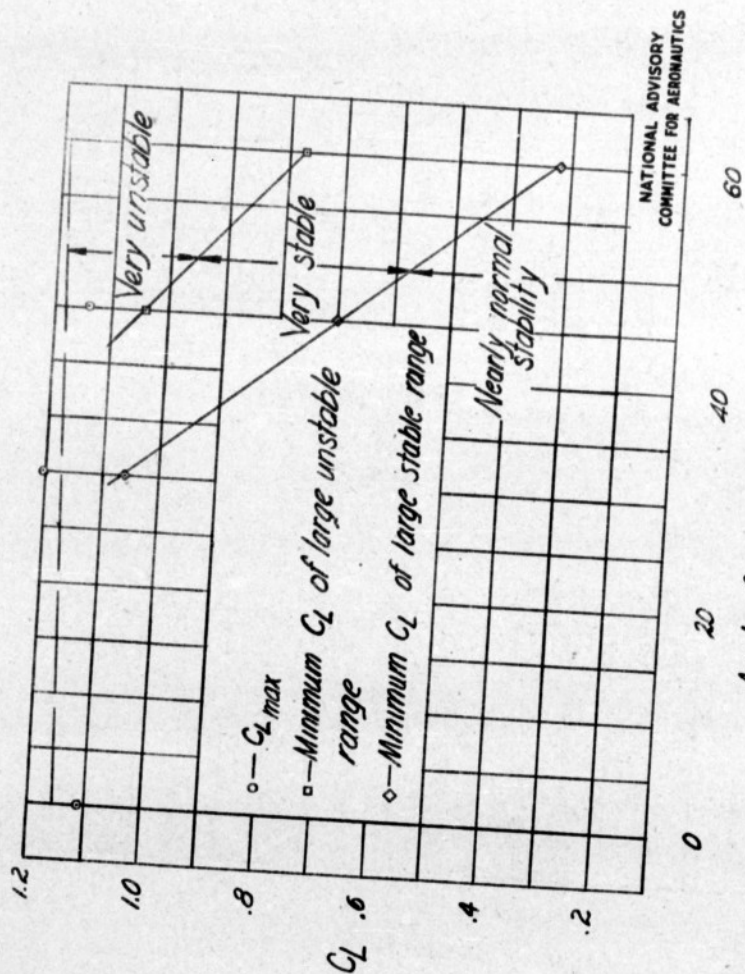 Very unstable
Very stable
Nearly normal
stability
○—CL max
□—Minimum CL of large unstable
range
◇—Minimum CL of large stable range
1.2
1.0
.8
.6
.4
.2
CL
0
20
40
60
NATIONAL ADVISORY
COMMITTEE FOR AERONAUTICS